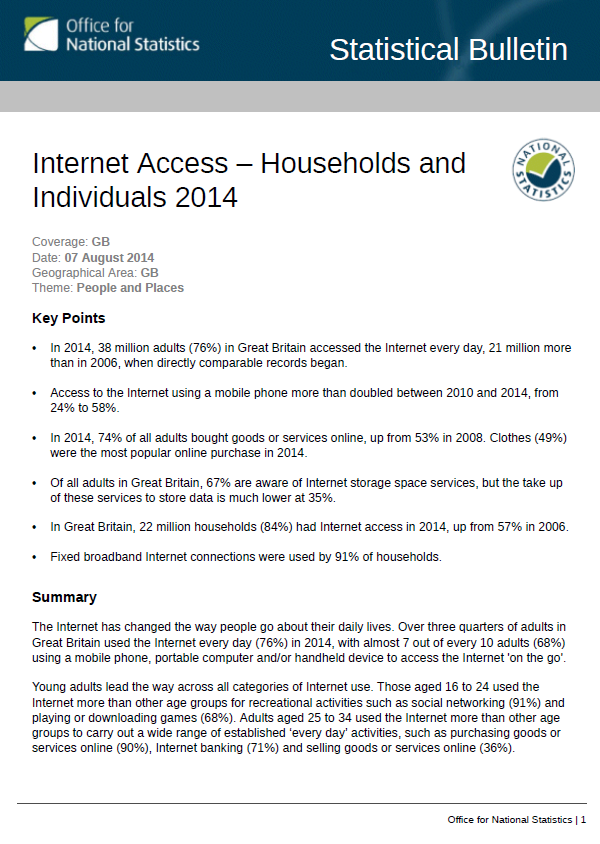 Office for
National Statistics
Statistical Bulletin
Internet Access – Households and
Individuals 2014
NATIONAL
STATISTICS
Coverage: GB
Date: 07 August 2014
Geographical Area: GB
Theme: People and Places
Key Points
• In 2014, 38 million adults (76%) in Great Britain accessed the Internet every day, 21 million more
than in 2006, when directly comparable records began.
• Access to the Internet using a mobile phone more than doubled between 2010 and 2014, from
24% to 58%.
• In 2014, 74% of all adults bought goods or services online, up from 53% in 2008. Clothes (49%)
were the most popular online purchase in 2014.
• Of all adults in Great Britain, 67% are aware of Internet storage space services, but the take up
of these services to store data is much lower at 35%.
• In Great Britain, 22 million households (84%) had Internet access in 2014, up from 57% in 2006.
• Fixed broadband Internet connections were used by 91% of households.
Summary
The Internet has changed the way people go about their daily lives. Over three quarters of adults in
Great Britain used the Internet every day (76%) in 2014, with almost 7 out of every 10 adults (68%)
using a mobile phone, portable computer and/or handheld device to access the Internet 'on the go'.
Young adults lead the way across all categories of Internet use. Those aged 16 to 24 used the
Internet more than other age groups for recreational activities such as social networking (91%) and
playing or downloading games (68%). Adults aged 25 to 34 used the Internet more than other age
groups to carry out a wide range of established ‘every day’ activities, such as purchasing goods or
services online (90%), Internet banking (71%) and selling goods or services online (36%).
Office for National Statistics | 1